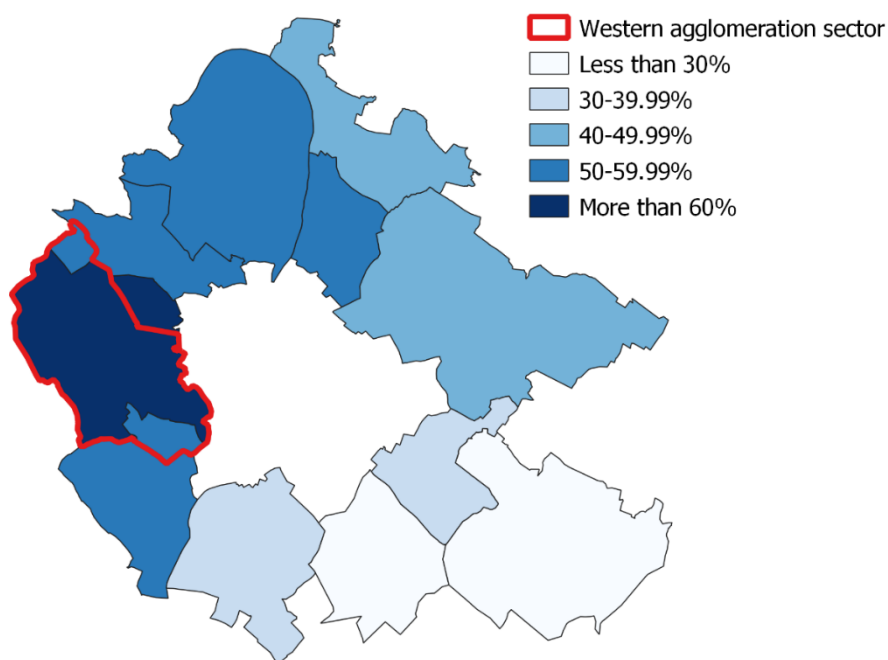 Western agglomeration sector
Less than 30%
30-39.99%
40-49.99%
50-59.99%
More than 60%